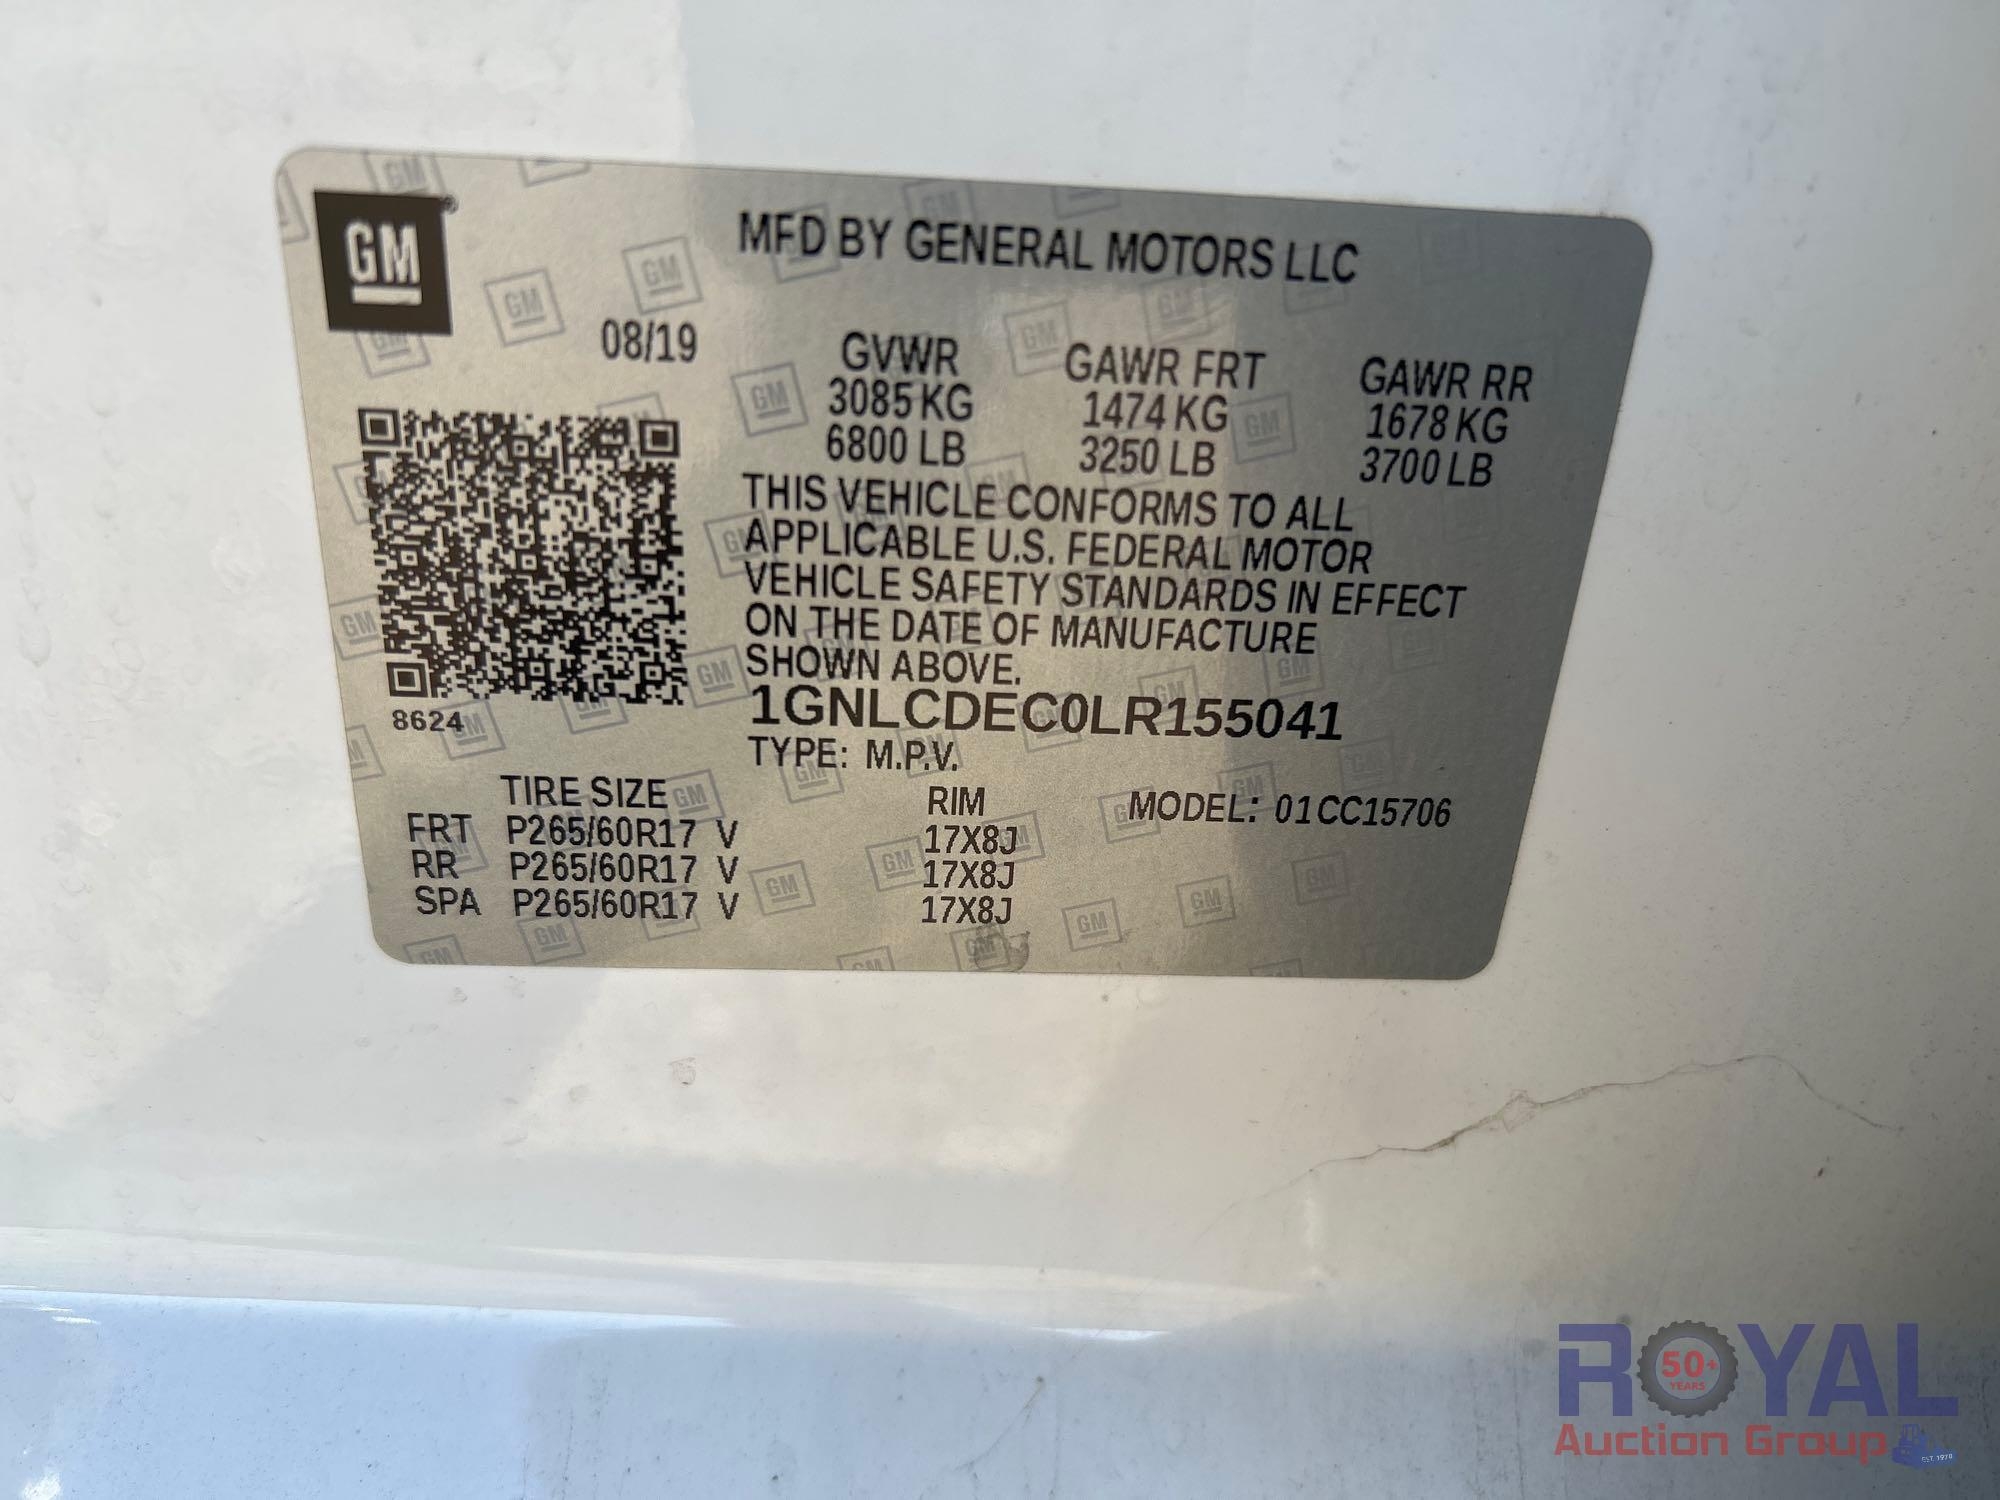 GM
MFD BY GENERAL MOTORS LLC
08/19
GVWR GAWR FRT GAWR RR
3085 KG 1474 KG 1678 KG
6800 LB 3250 LB 3700 LB
THIS VEHICLE CONFORMS TO ALL
APPLICABLE U.S. FEDERAL MOTOR
VEHICLE SAFETY STANDARDS IN EFFECT
ON THE DATE OF MANUFACTURE
SHOWN ABOVE.
8624
1GNLCDEC0LR155041
TYPE: M.P.V.
TIRE SIZE RIM MODEL: 01CC15706
FRT P265/60R17 V 17X8J
RR P265/60R17 V 17X8J
SPA P265/60R17 V 17X8J
ROYAL
50+
YEARS
Auction Group
EST. 1970